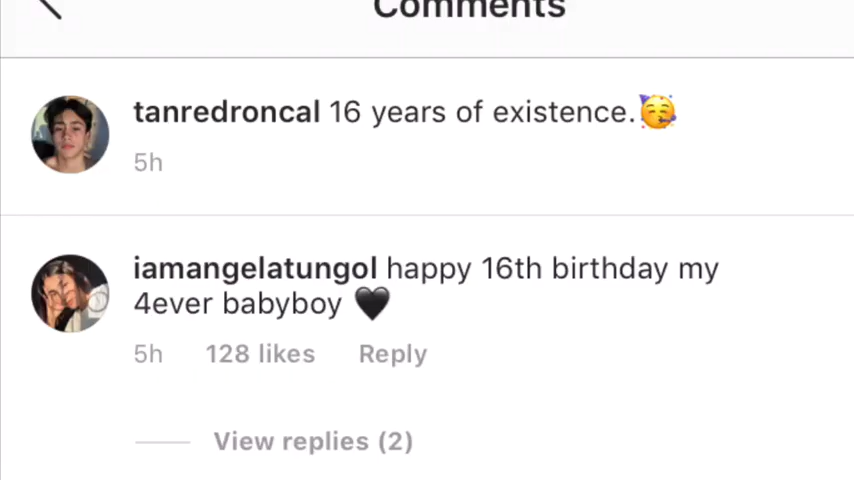 Comments
tanredroncal 16 years of existence.🥳
5h
iamangelatungol happy 16th birthday my
4ever babyboy 🖤
5h 128 likes Reply
View replies (2)